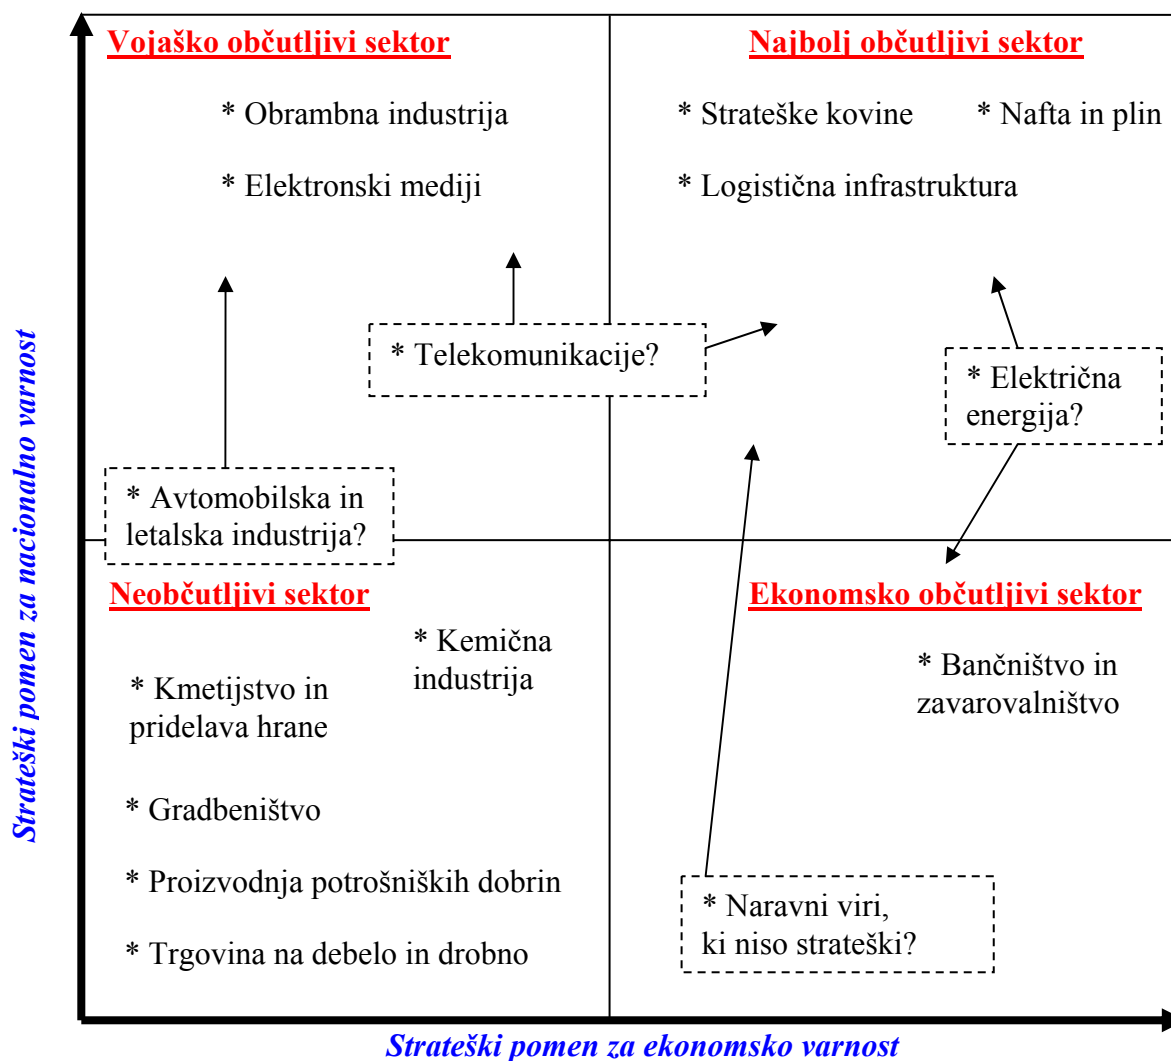 Vojaško občutljivi sektor
Najbolj občutljivi sektor
* Obrambna industrija
* Strateške kovine
* Nafta in plin
* Elektronski mediji
* Logistična infrastruktura
* Telekomunikacije?
* Električna
energija?
* Avtomobilska in
letalska industrija?
Neobčutljivi sektor
Ekonomsko občutljivi sektor
* Kemična
industrija
* Kmetijstvo in
pridelava hrane
* Bančništvo in
zavarovalništvo
* Gradbeništvo
* Proizvodnja potrošniških dobrin
* Trgovina na debelo in drobno
* Naravni viri,
ki niso strateški?
Strateški pomen za nacionalno varnost
Strateški pomen za ekonomsko varnost